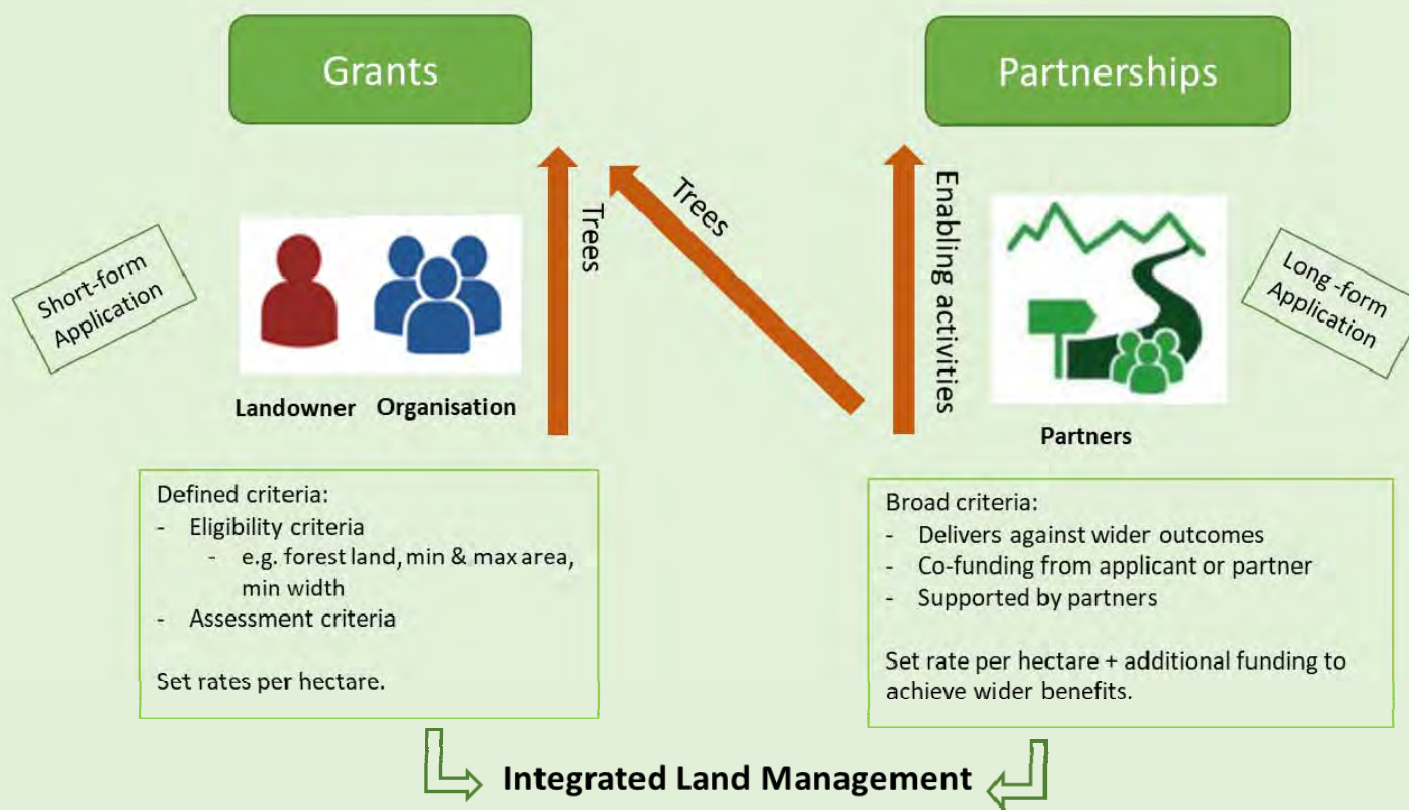 Grants
Partnerships
Short-form
Application
Landowner Organisation
Trees
Trees
Enabling activities
Partners
Long -form
Application
Defined criteria:
- Eligibility criteria
- e.g. forest land, min & max area,
min width
- Assessment criteria
Set rates per hectare.
Broad criteria:
- Delivers against wider outcomes
- Co-funding from applicant or partner
- Supported by partners
Set rate per hectare + additional funding to
achieve wider benefits.
Integrated Land Management